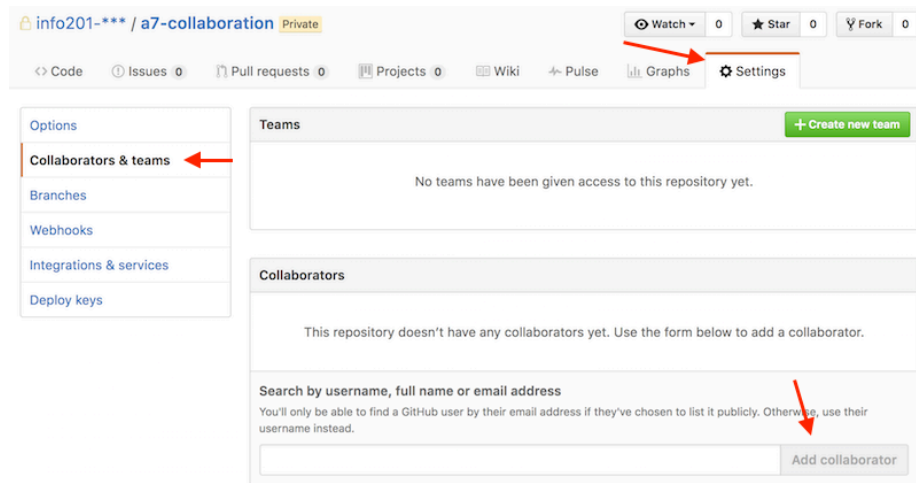 info201-*** / a7-collaboration Private Watch 0 Star 0 Fork 0
Code Issues 0 Pull requests 0 Projects 0 Wiki Pulse Graphs Settings
Options
Collaborators & teams
Branches
Webhooks
Integrations & services
Deploy keys
Teams
+ Create new team
No teams have been given access to this repository yet.
Collaborators
This repository doesn't have any collaborators yet. Use the form below to add a collaborator.
Search by username, full name or email address
You'll only be able to find a GitHub user by their email address if they've chosen to list it publicly. Otherwise, use their
username instead.
Add collaborator